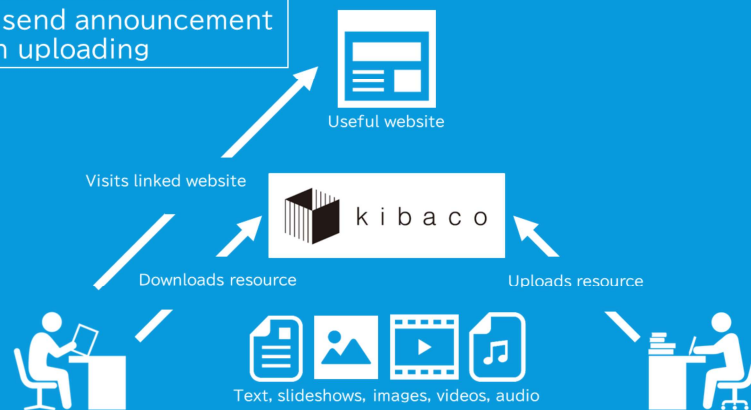 send announcement
uploading
Useful website
Visits linked website
kibaco
Downloads resource
Uploads resource
Text, slideshows, images, videos, audio